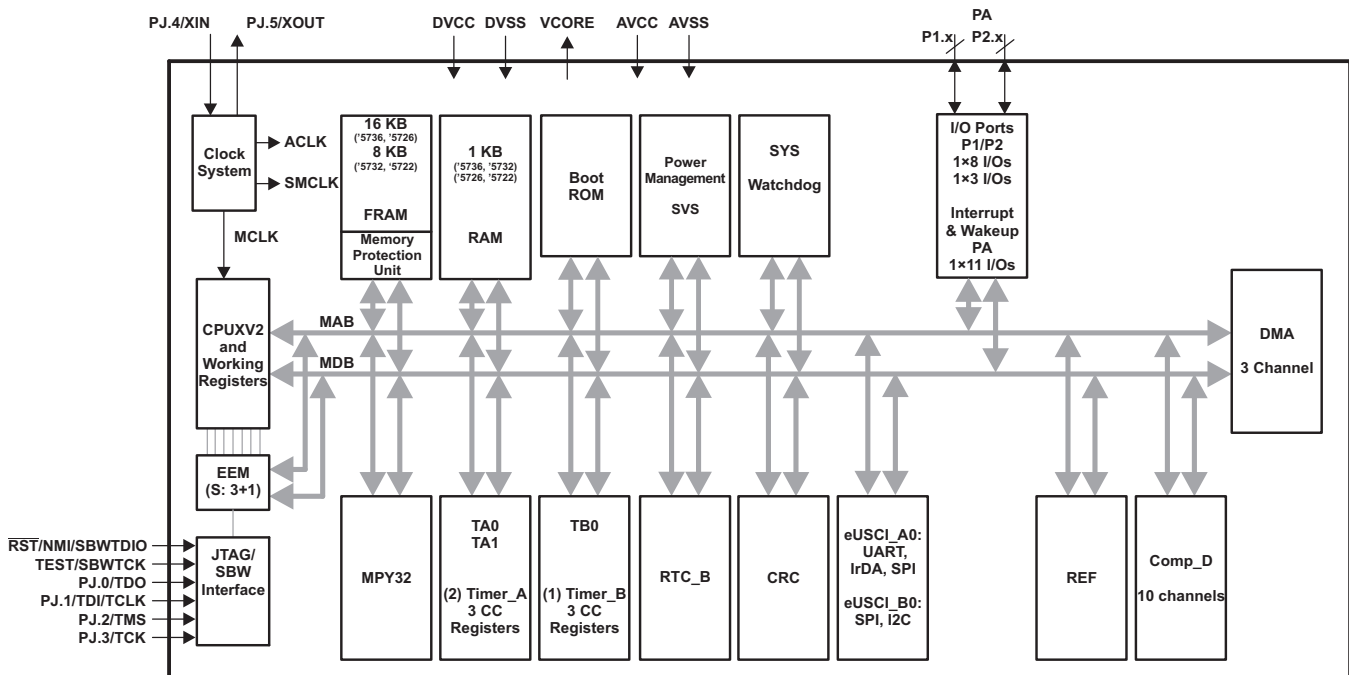 PJ.4/XIN
PJ.5/XOUT
DVCC
DVSS
VCORE
AVCC
AVSS
PA
P1.x
P2.x
Clock
System
ACLK
SMCLK
MCLK
16 KB
('5736, '5726)
8 KB
('5732, '5722)
FRAM
Memory
Protection
Unit
1 KB
('5736, '5732)
('5726, '5722)
RAM
Boot
ROM
Power
Management
SVS
SYS
Watchdog
I/O Ports
P1/P2
1×8 I/Os
1×3 I/Os
Interrupt
& Wakeup
PA
1×11 I/Os
CPUXV2
and
Working
Registers
MAB
MDB
DMA
3 Channel
EEM
(S: 3+1)
RST/NMI/SBWTDIO
TEST/SBWTCK
PJ.0/TDO
PJ.1/TDI/TCLK
PJ.2/TMS
PJ.3/TCK
JTAG/
SBW
Interface
MPY32
TA0
TA1
(2) Timer_A
3 CC
Registers
TB0
(1) Timer_B
3 CC
Registers
RTC_B
CRC
eUSCI_A0:
UART,
IrDA, SPI
eUSCI_B0:
SPI, I2C
REF
Comp_D
10 channels